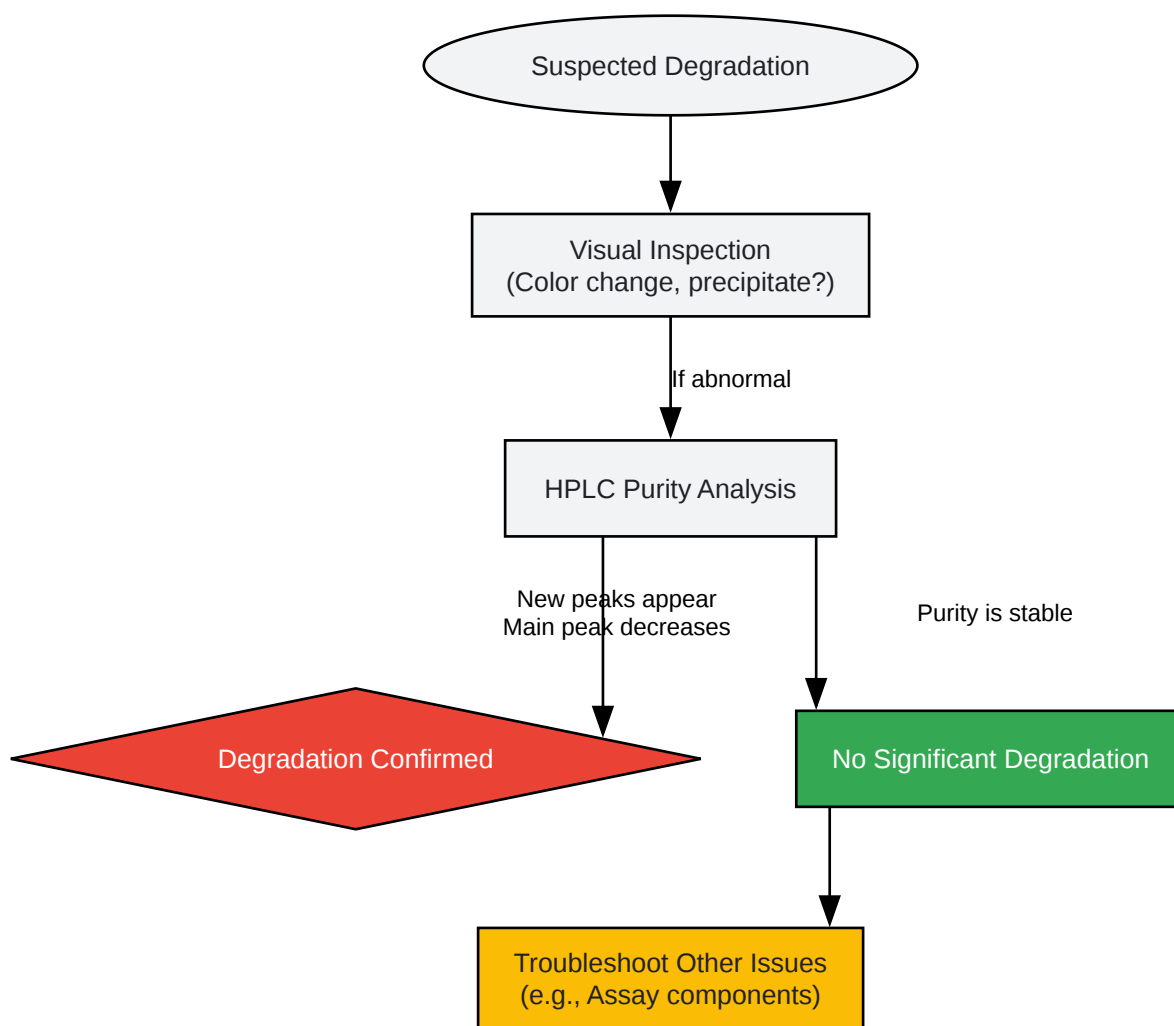 Suspected Degradation
Visual Inspection
(Color change, precipitate?)
If abnormal
HPLC Purity Analysis
New peaks appear
Main peak decreases
Purity is stable
Degradation Confirmed
No Significant Degradation
Troubleshoot Other Issues
(e.g., Assay components)